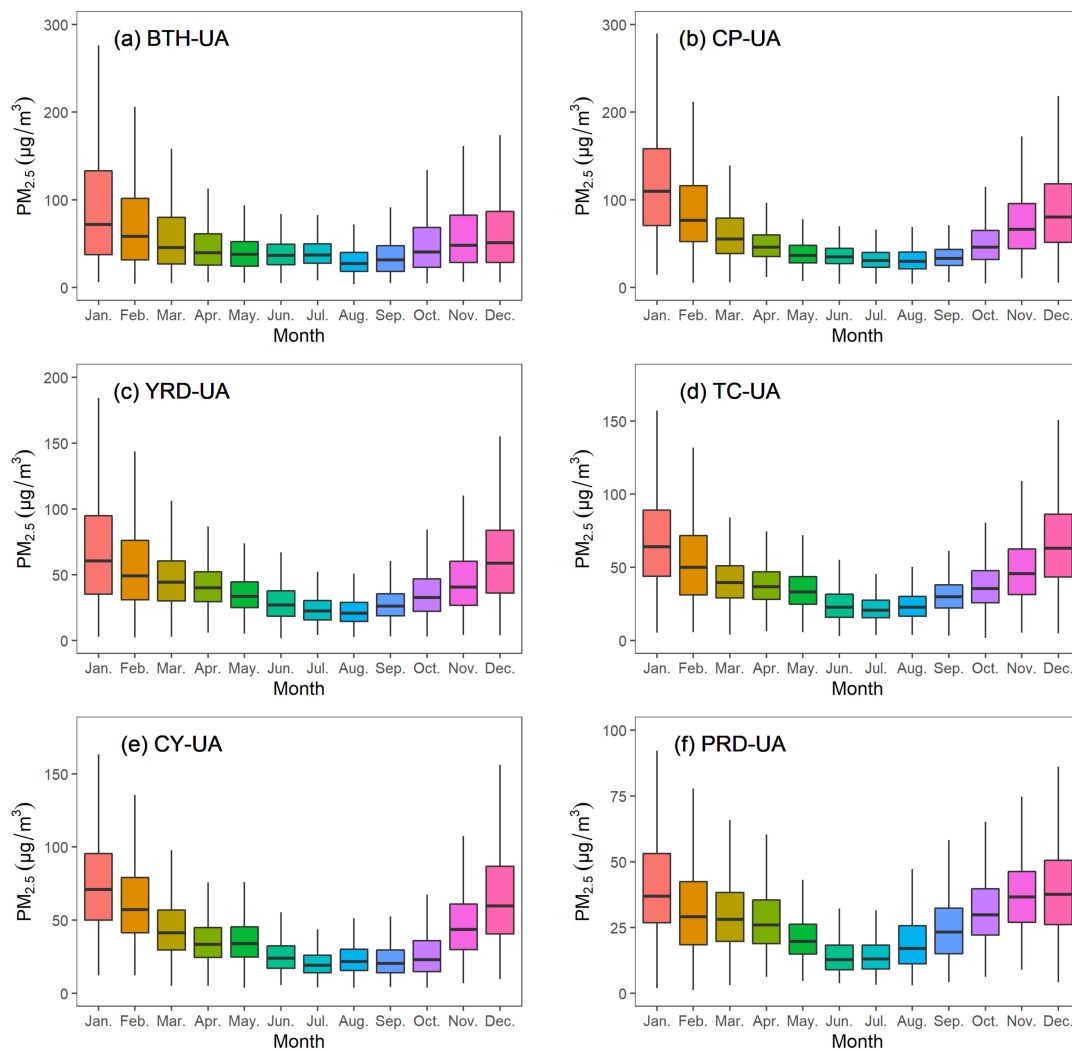 (a) BTH-UA
PM2.5 (μg/m³)
300
200
100
0
Jan. Feb. Mar. Apr. May. Jun. Jul. Aug. Sep. Oct. Nov. Dec.
Month
(b) CP-UA
PM2.5 (μg/m³)
300
200
100
0
Jan. Feb. Mar. Apr. May. Jun. Jul. Aug. Sep. Oct. Nov. Dec.
Month
(c) YRD-UA
PM2.5 (μg/m³)
200
150
100
50
0
Jan. Feb. Mar. Apr. May. Jun. Jul. Aug. Sep. Oct. Nov. Dec.
Month
(d) TC-UA
PM2.5 (μg/m³)
150
100
50
0
Jan. Feb. Mar. Apr. May. Jun. Jul. Aug. Sep. Oct. Nov. Dec.
Month
(e) CY-UA
PM2.5 (μg/m³)
150
100
50
0
Jan. Feb. Mar. Apr. May. Jun. Jul. Aug. Sep. Oct. Nov. Dec.
Month
(f) PRD-UA
PM2.5 (μg/m³)
100
75
50
25
0
Jan. Feb. Mar. Apr. May. Jun. Jul. Aug. Sep. Oct. Nov. Dec.
Month